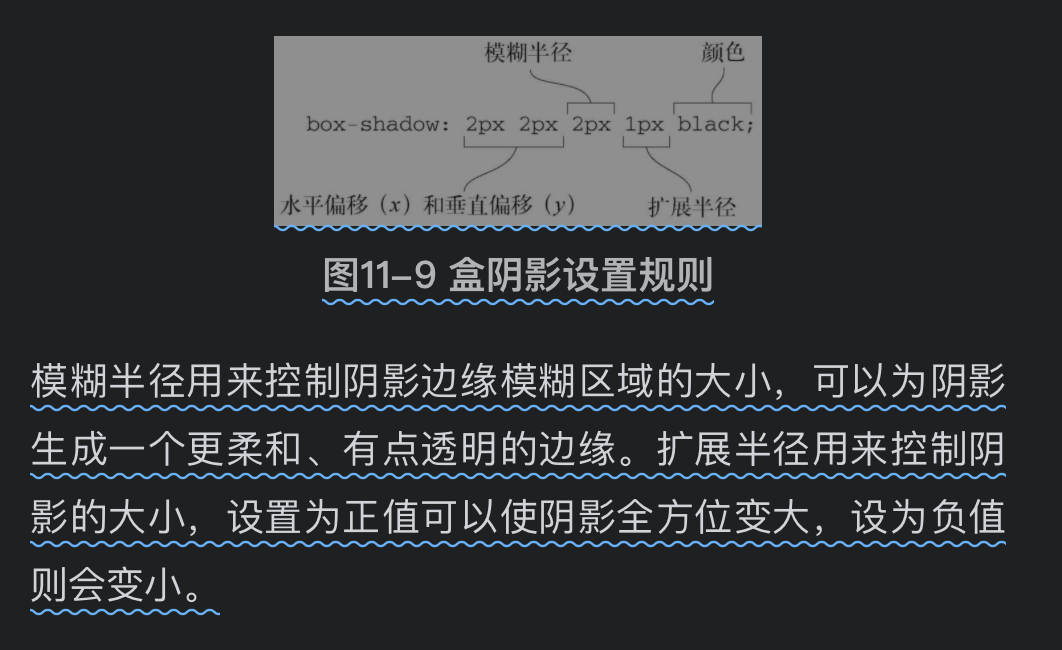 模糊半径 颜色
box-shadow: 2px 2px 2px 1px black;
水平偏移（x）和垂直偏移（y） 扩展半径
图11-9 盒阴影设置规则
模糊半径用来控制阴影边缘模糊区域的大小，可以为阴影
生成一个更柔和、有点透明的边缘。扩展半径用来控制阴
影的大小，设置为正值可以使阴影全方位变大，设为负值
则会变小。